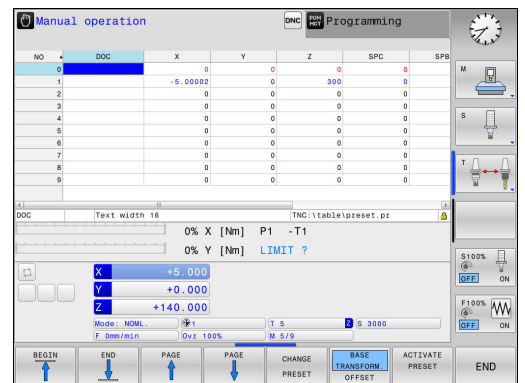 Manual operation
DNC
PGM
MGT
Programming
NO DOC X Y Z SPC SPB
0 0 0 0 0
1 -5.00002 0 300 0
2 0 0 0 0
3 0 0 0 0
4 0 0 0 0
5 0 0 0 0
6 0 0 0 0
7 0 0 0 0
8 0 0 0 0
9 0 0 0 0
DOC Text width 16 TNC:\table\preset.pr
0% X [Nm] P1 -T1
0% Y [Nm] LIMIT ?
X +5.000
Y +0.000
Z +140.000
Mode: NOML. 1 T 5 Z S 3000
F 0mm/min Ovr 100% M 5/9
M
S
T
S100%
OFF ON
F100%
OFF ON
BEGIN
END
PAGE
PAGE
CHANGE
PRESET
BASE
TRANSFORM.
OFFSET
ACTIVATE
PRESET
END